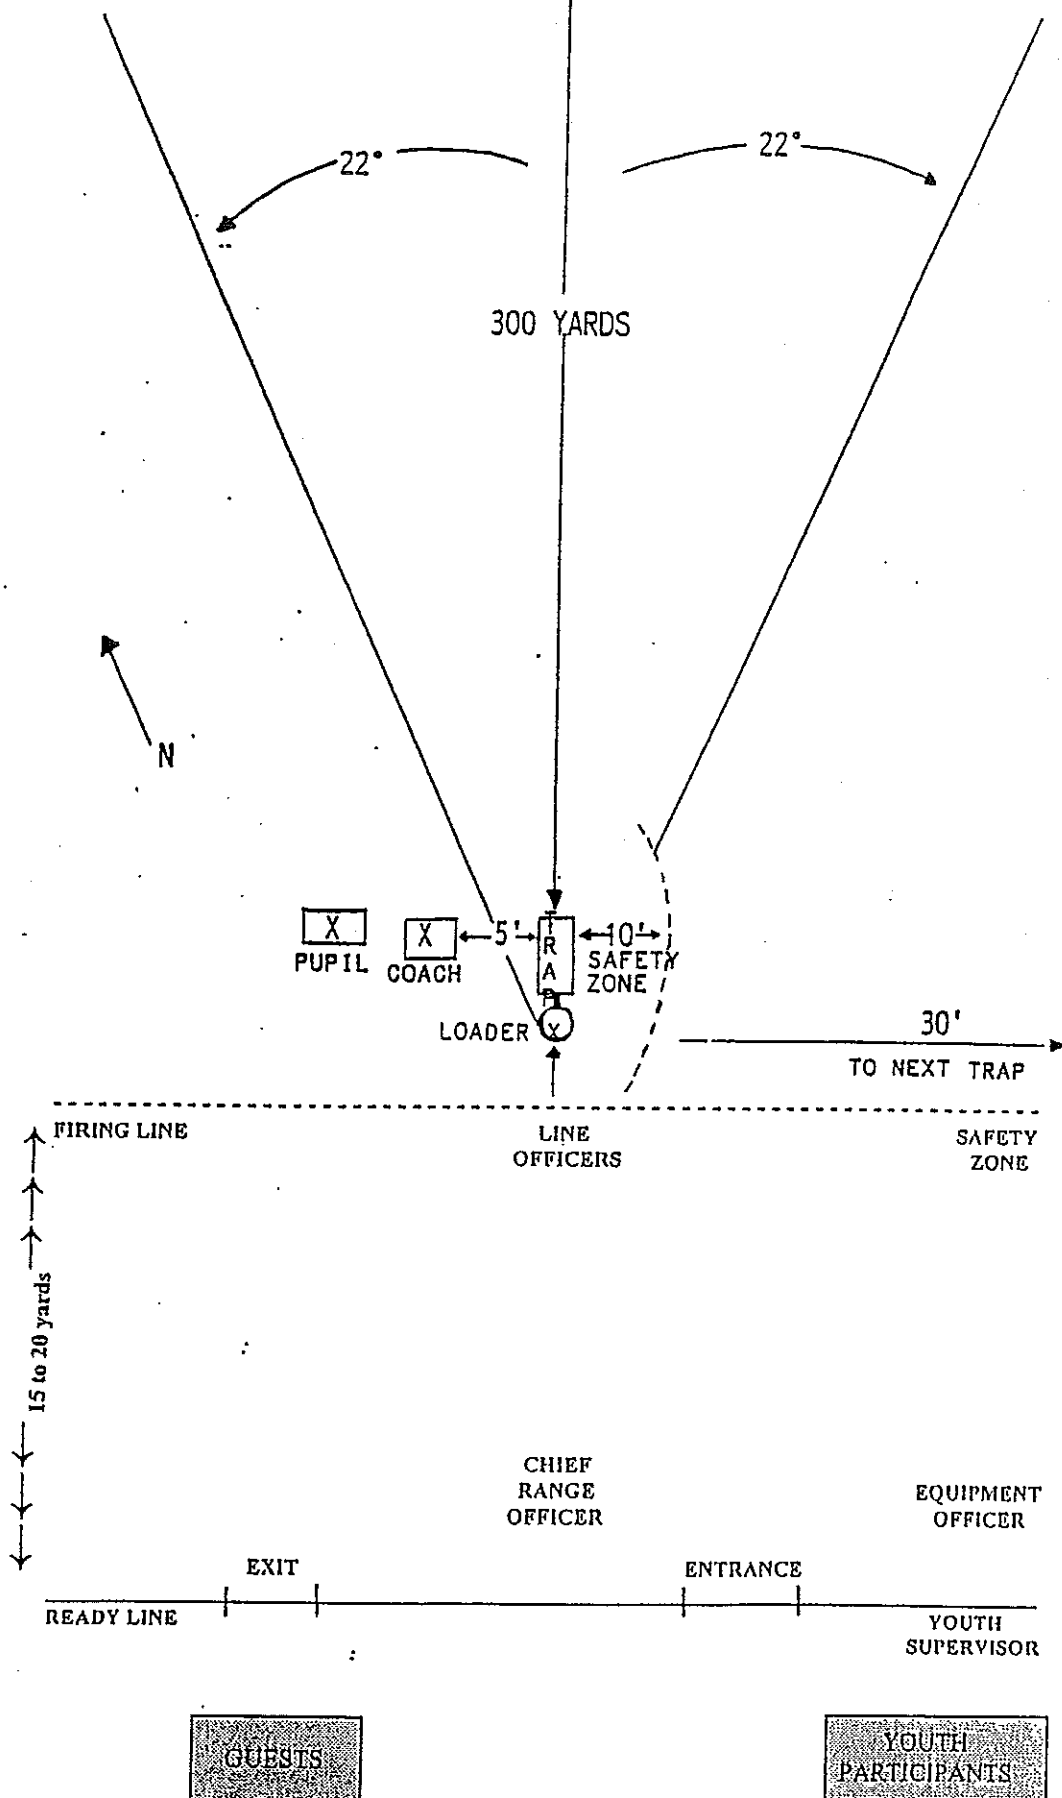 22°
22°
300 YARDS
N
X
PUPIL
X
COACH
5'
TRAP
10'
SAFETY
ZONE
LOADER
X
30'
TO NEXT TRAP
FIRING LINE
LINE
OFFICERS
SAFETY
ZONE
15 to 20 yards
CHIEF
RANGE
OFFICER
EQUIPMENT
OFFICER
EXIT
ENTRANCE
READY LINE
YOUTH
SUPERVISOR
GUESTS
YOUTH
PARTICIPANTS